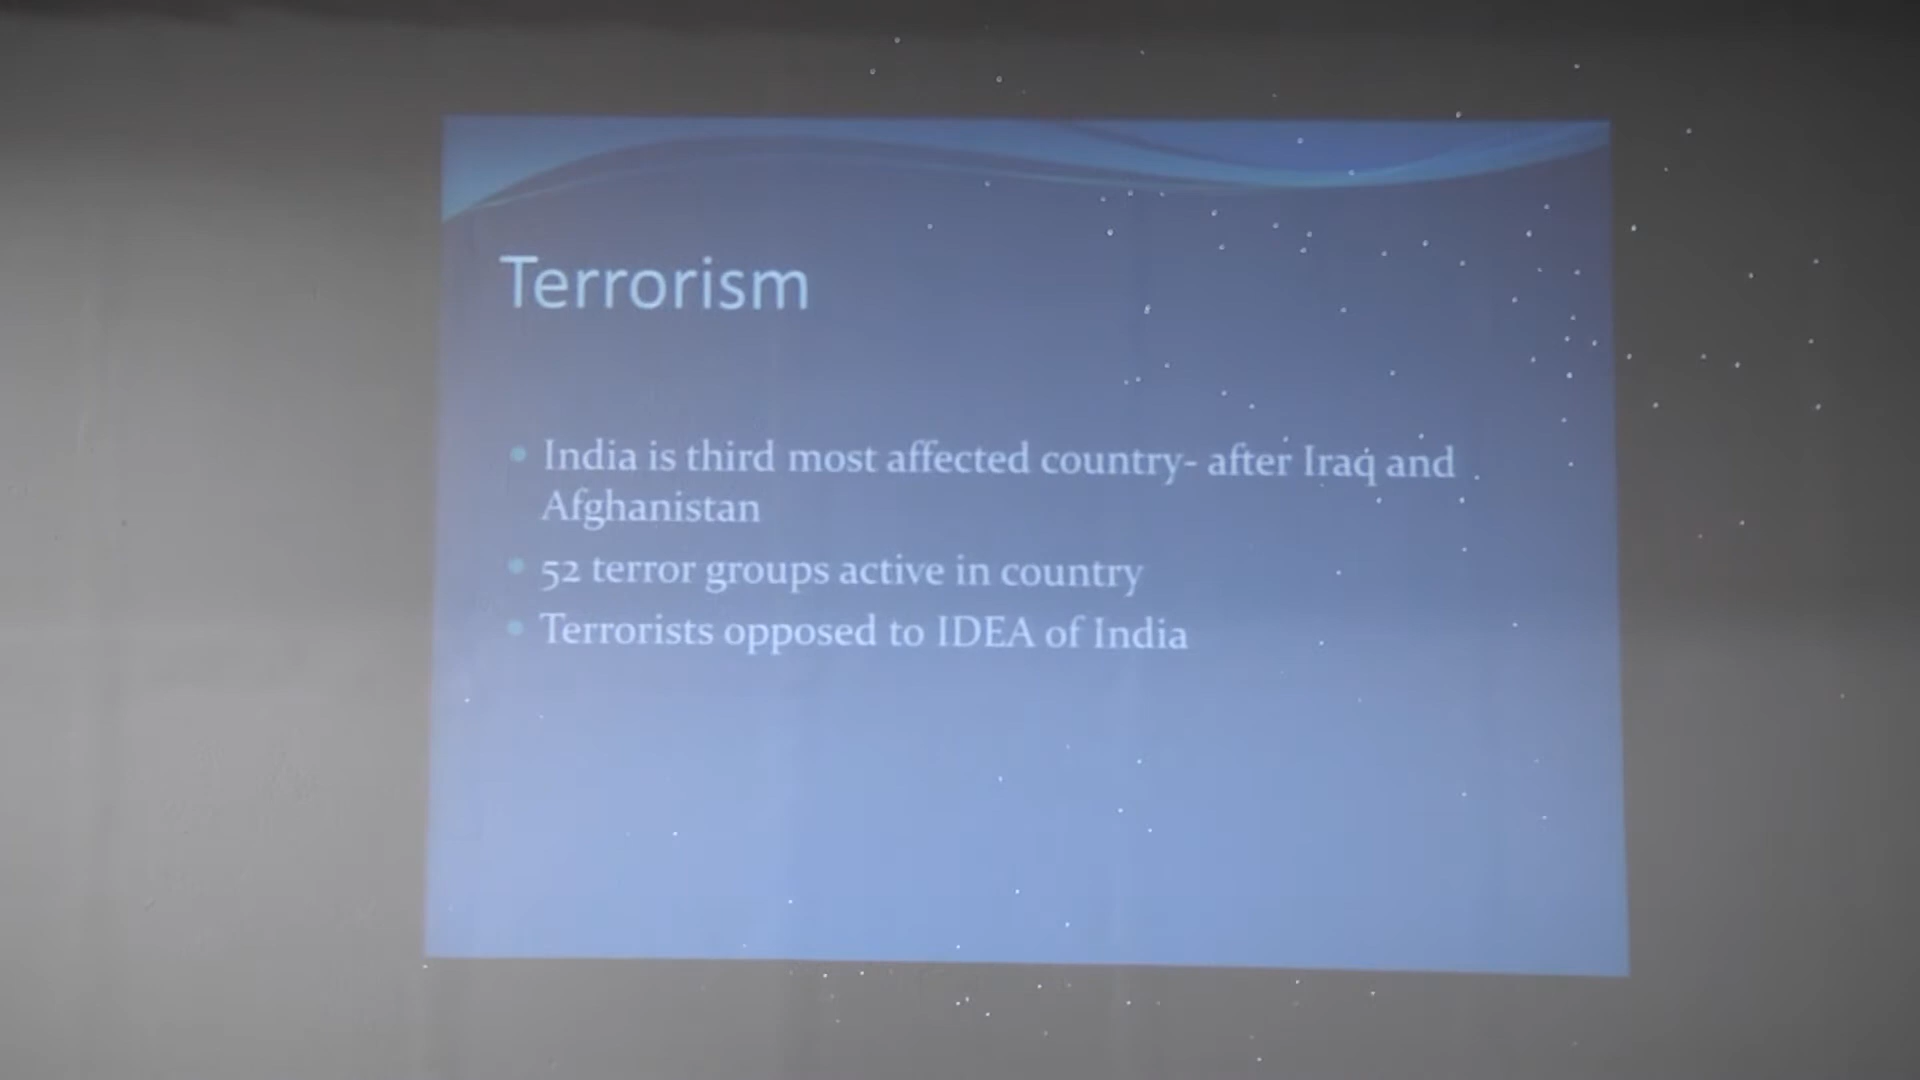 Terrorism
India is third most affected country- after Iraq and
Afghanistan
52 terror groups active in country
Terrorists opposed to IDEA of India